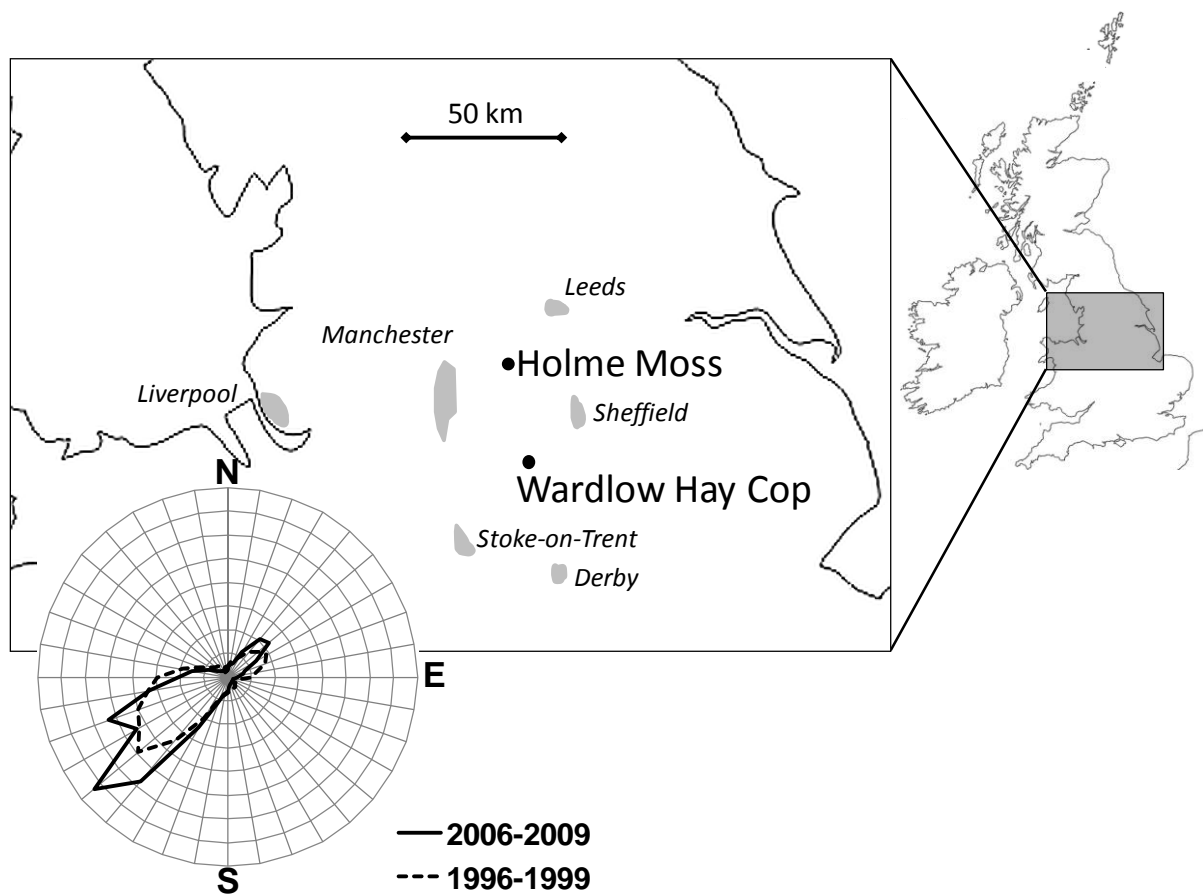 50 km
Leeds
Manchester
Holme Moss
Liverpool
Sheffield
N
Wardlow Hay Cop
Stoke-on-Trent
Derby
E
2006-2009
S
1996-1999